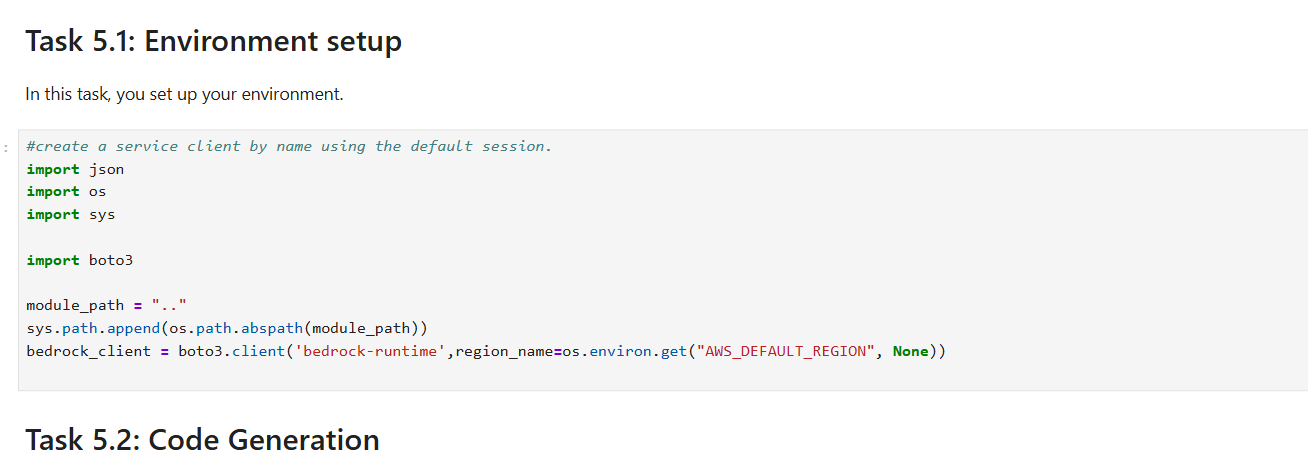 Task 5.1: Environment setup
In this task, you set up your environment.
:
#create a service client by name using the default session.
import json
import os
import sys
import boto3
module_path = ".."
sys.path.append(os.path.abspath(module_path))
bedrock_client = boto3.client('bedrock-runtime',region_name=os.environ.get("AWS_DEFAULT_REGION", None))
Task 5.2: Code Generation